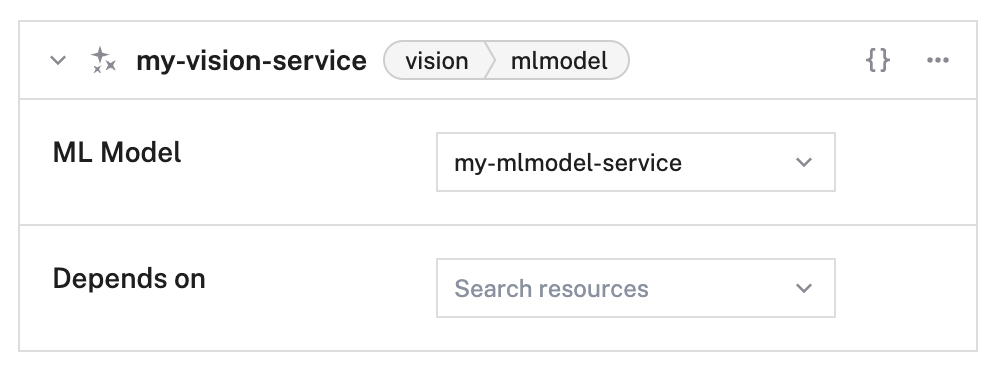 my-vision-service vision mlmodel {} ...
ML Model my-mlmodel-service
Depends on Search resources